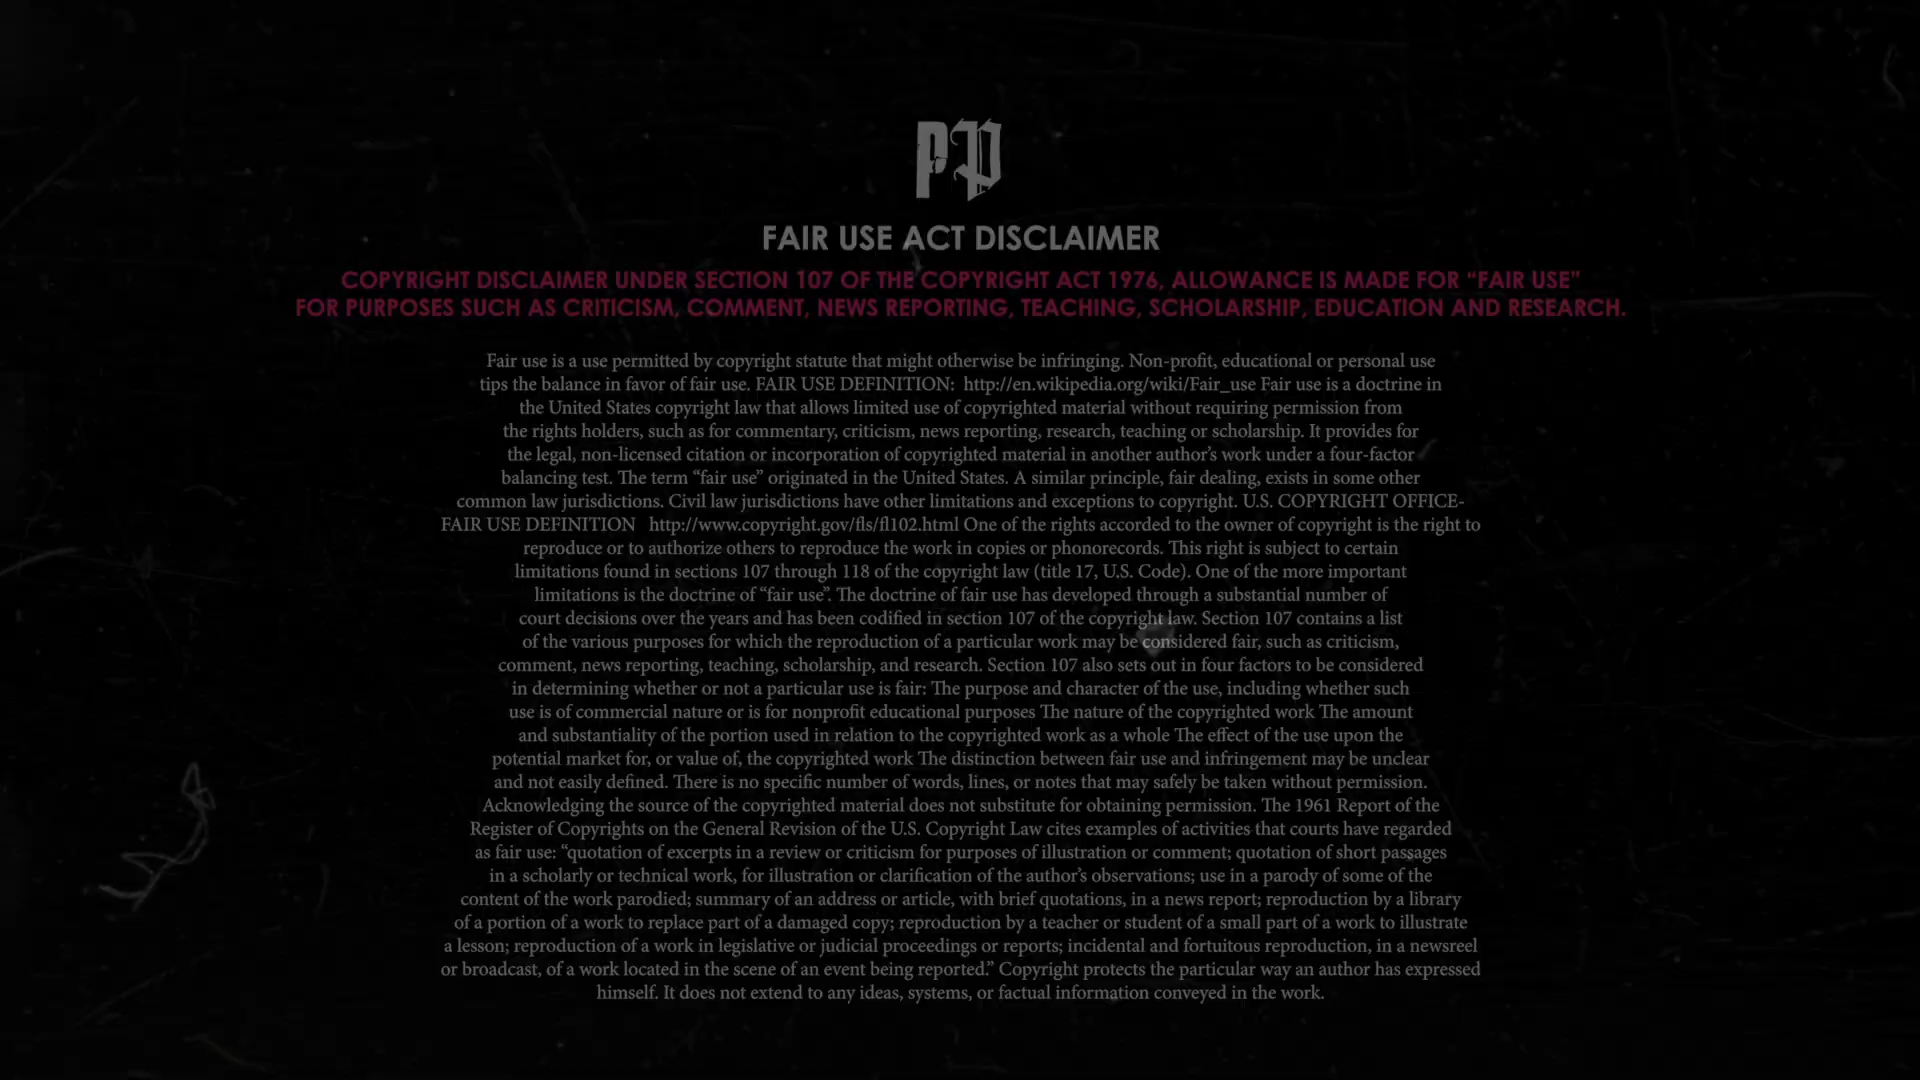 PP
FAIR USE ACT DISCLAIMER
COPYRIGHT DISCLAIMER UNDER SECTION 107 OF THE COPYRIGHT ACT 1976, ALLOWANCE IS MADE FOR “FAIR USE”
FOR PURPOSES SUCH AS CRITICISM, COMMENT, NEWS REPORTING, TEACHING, SCHOLARSHIP, EDUCATION AND RESEARCH.
Fair use is a use permitted by copyright statute that might otherwise be infringing. Non-profit, educational or personal use
tips the balance in favor of fair use. FAIR USE DEFINITION:  http://en.wikipedia.org/wiki/Fair_use Fair use is a doctrine in
the United States copyright law that allows limited use of copyrighted material without requiring permission from
the rights holders, such as for commentary, criticism, news reporting, research, teaching or scholarship. It provides for
the legal, non-licensed citation or incorporation of copyrighted material in another author’s work under a four-factor
balancing test. The term “fair use” originated in the United States. A similar principle, fair dealing, exists in some other
common law jurisdictions. Civil law jurisdictions have other limitations and exceptions to copyright. U.S. COPYRIGHT OFFICE-
FAIR USE DEFINITION   http://www.copyright.gov/fls/fl102.html One of the rights accorded to the owner of copyright is the right to
reproduce or to authorize others to reproduce the work in copies or phonorecords. This right is subject to certain
limitations found in sections 107 through 118 of the copyright law (title 17, U.S. Code). One of the more important
limitations is the doctrine of “fair use”. The doctrine of fair use has developed through a substantial number of
court decisions over the years and has been codified in section 107 of the copyright law. Section 107 contains a list
of the various purposes for which the reproduction of a particular work may be considered fair, such as criticism,
comment, news reporting, teaching, scholarship, and research. Section 107 also sets out in four factors to be considered
in determining whether or not a particular use is fair: The purpose and character of the use, including whether such
use is of commercial nature or is for nonprofit educational purposes The nature of the copyrighted work The amount
and substantiality of the portion used in relation to the copyrighted work as a whole The effect of the use upon the
potential market for, or value of, the copyrighted work The distinction between fair use and infringement may be unclear
and not easily defined. There is no specific number of words, lines, or notes that may safely be taken without permission.
Acknowledging the source of the copyrighted material does not substitute for obtaining permission. The 1961 Report of the
Register of Copyrights on the General Revision of the U.S. Copyright Law cites examples of activities that courts have regarded
as fair use: “quotation of excerpts in a review or criticism for purposes of illustration or comment; quotation of short passages
in a scholarly or technical work, for illustration or clarification of the author’s observations; use in a parody of some of the
content of the work parodied; summary of an address or article, with brief quotations, in a news report; reproduction by a library
of a portion of a work to replace part of a damaged copy; reproduction by a teacher or student of a small part of a work to illustrate
a lesson; reproduction of a work in legislative or judicial proceedings or reports; incidental and fortuitous reproduction, in a newsreel
or broadcast, of a work located in the scene of an event being reported.” Copyright protects the particular way an author has expressed
himself. It does not extend to any ideas, systems, or factual information conveyed in the work.